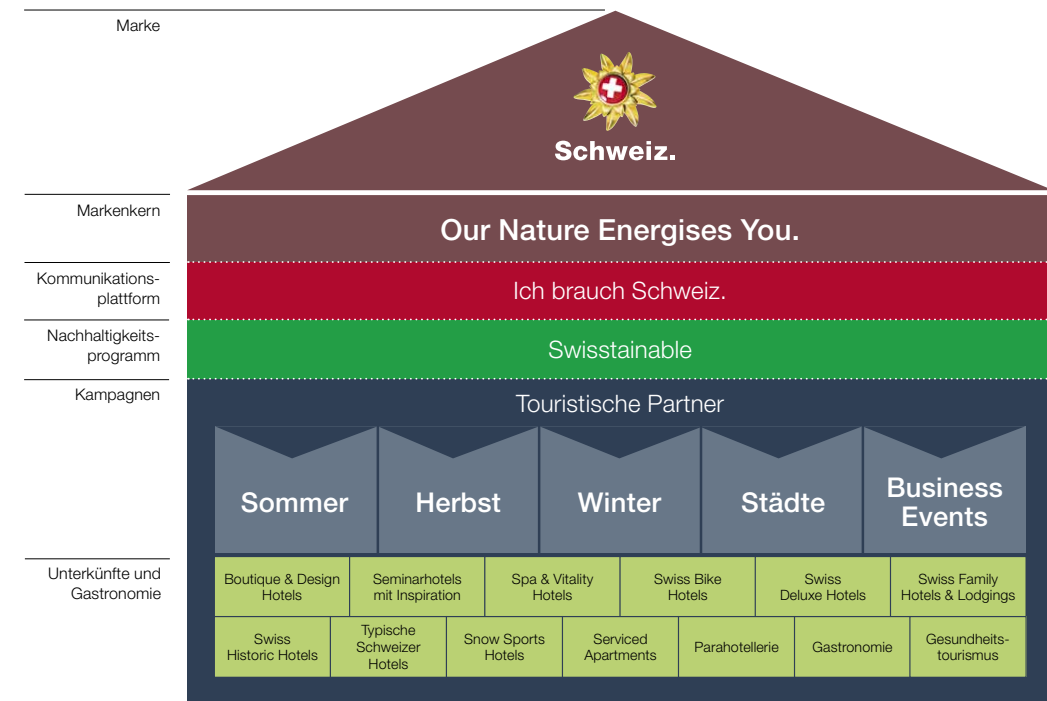 Marke
Schweiz.
Markenkern
Our Nature Energises You.
Kommunikations-
plattform
Ich brauch Schweiz.
Nachhaltigkeits-
programm
Swisstainable
Kampagnen
Touristische Partner
Sommer
Herbst
Winter
Städte
Business
Events
Unterkünfte und
Gastronomie
Boutique & Design
Hotels
Seminarhotels
mit Inspiration
Spa & Vitality
Hotels
Swiss Bike
Hotels
Swiss
Deluxe Hotels
Swiss Family
Hotels & Lodgings
Swiss
Historic Hotels
Typische
Schweizer
Hotels
Snow Sports
Hotels
Serviced
Apartments
Parahotellerie
Gastronomie
Gesundheits-
tourismus